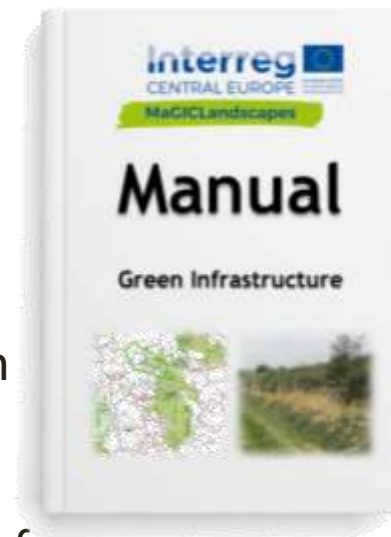 Interreg
CENTRAL EUROPE
MaGICLandscapes
Manual
Green Infrastructure
n